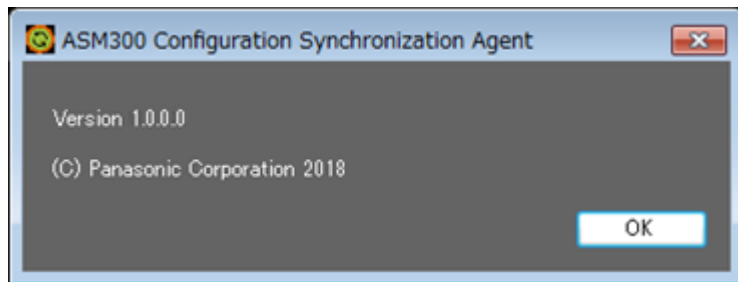 ASM300 Configuration Synchronization Agent
Version 1.0.0.0
(C) Panasonic Corporation 2018
OK